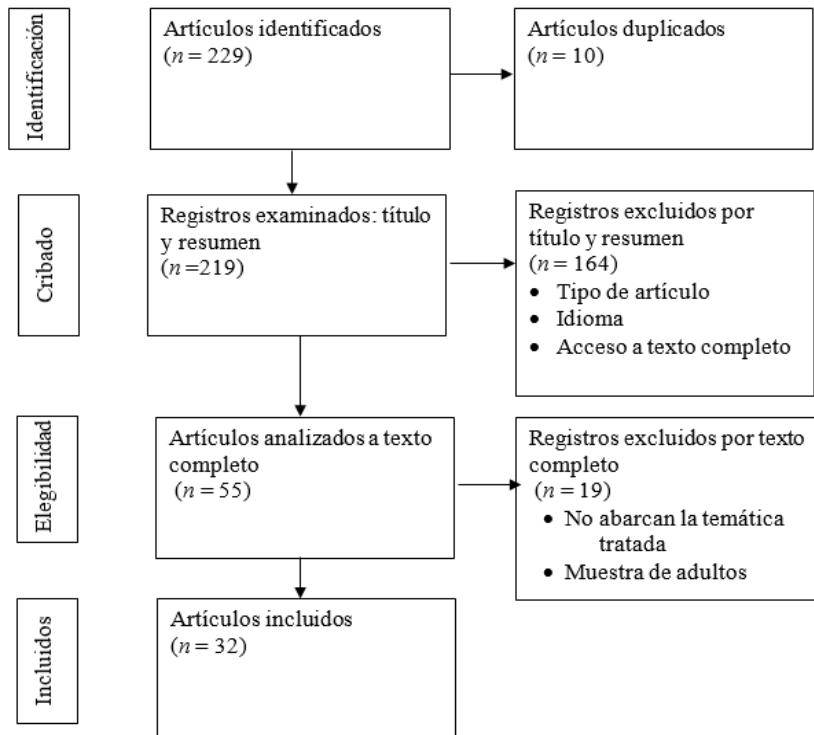 Identificación
Artículos identificados
(n = 229)
Artículos duplicados
(n = 10)
Cribado
Registros examinados: título
y resumen
(n =219)
Registros excluidos por
título y resumen
(n = 164)
• Tipo de artículo
• Idioma
• Acceso a texto completo
Elegibilidad
Artículos analizados a texto
completo
(n = 55)
Registros excluidos por texto
completo
(n = 19)
• No abarcan la temática
tratada
• Muestra de adultos
Incluidos
Artículos incluidos
(n = 32)